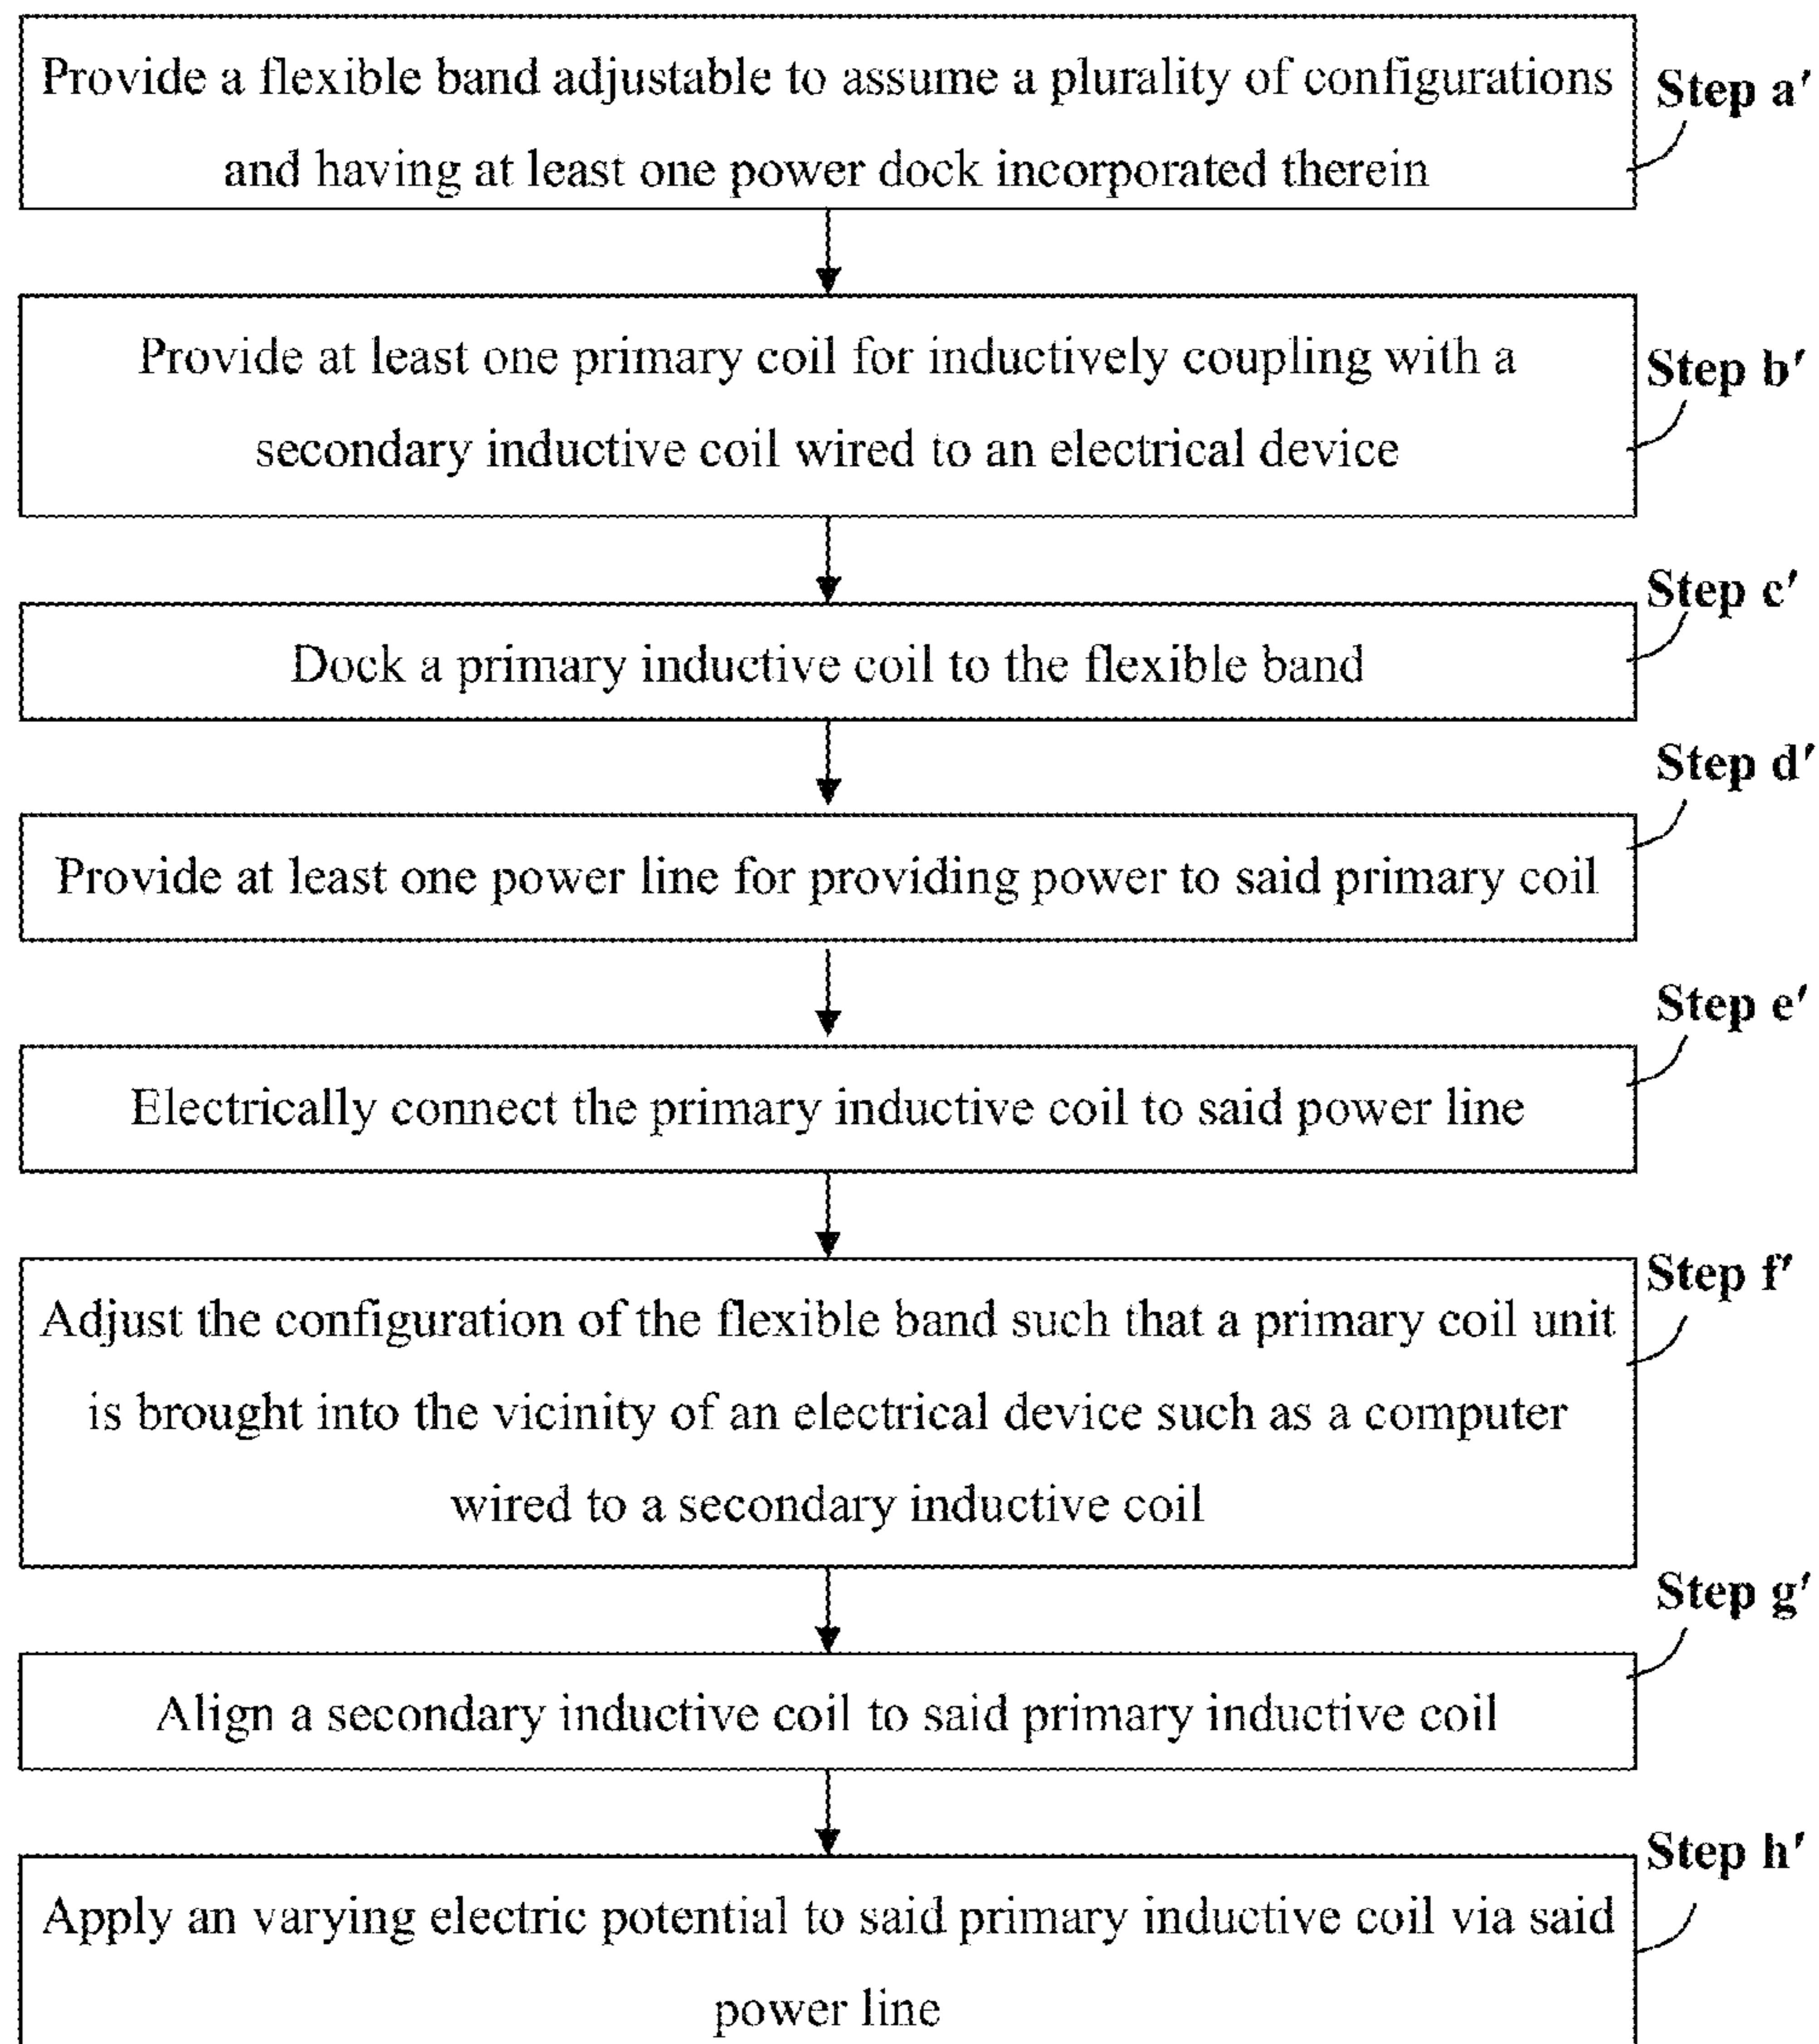 Provide a flexible band adjustable to assume a plurality of configurations
and having at least one power dock incorporated therein
Step a'
Provide at least one primary coil for inductively coupling with a
secondary inductive coil wired to an electrical device
Step b'
Dock a primary inductive coil to the flexible band
Step c'
Provide at least one power line for providing power to said primary coil
Step d'
Electrically connect the primary inductive coil to said power line
Step e'
Adjust the configuration of the flexible band such that a primary coil unit
is brought into the vicinity of an electrical device such as a computer
wired to a secondary inductive coil
Step f'
Align a secondary inductive coil to said primary inductive coil
Step g'
Apply an varying electric potential to said primary inductive coil via said
power line
Step h'